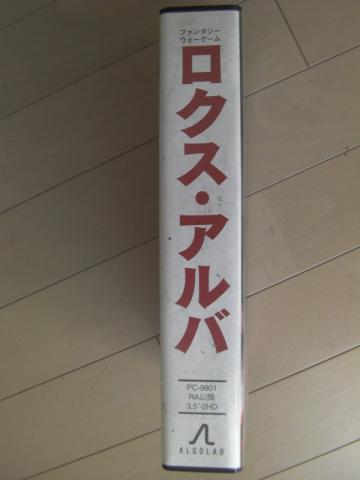 ファンタジー
ウォーゲーム
ロクス・アルバ
PC-9801
RA以降
3.5"-2HD
ALGOLAB